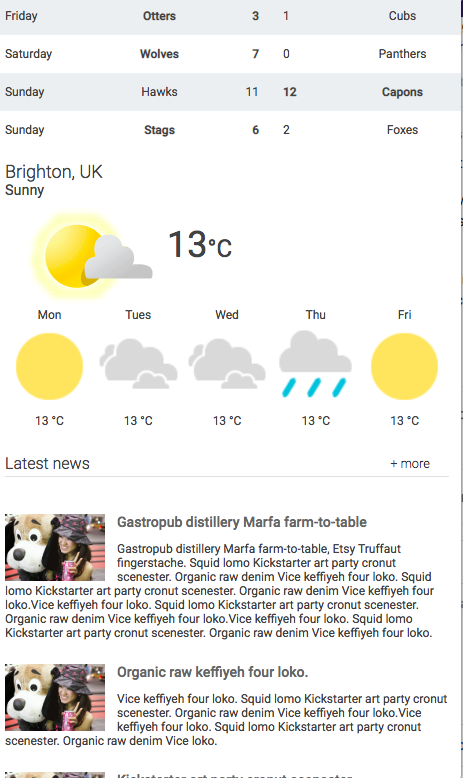 Friday Otters 3 1 Cubs
Saturday Wolves 7 0 Panthers
Sunday Hawks 11 12 Capons
Sunday Stags 6 2 Foxes
Brighton, UK
Sunny
13°C
Mon Tues Wed Thu Fri
13 °C 13 °C 13 °C 13 °C 13 °C
Latest news + more
Gastropub distillery Marfa farm-to-table
Gastropub distillery Marfa farm-to-table, Etsy Truffaut
fingerstache. Squid lomo Kickstarter art party cronut
scenester. Organic raw denim Vice keffiyeh four loko. Squid
lomo Kickstarter art party cronut scenester. Organic raw denim Vice keffiyeh four
loko.Vice keffiyeh four loko. Squid lomo Kickstarter art party cronut scenester.
Organic raw denim Vice keffiyeh four loko.Vice keffiyeh four loko. Squid lomo
Kickstarter art party cronut scenester. Organic raw denim Vice keffiyeh four loko.
Organic raw keffiyeh four loko.
Vice keffiyeh four loko. Squid lomo Kickstarter art party cronut
scenester. Organic raw denim Vice keffiyeh four loko.Vice
keffiyeh four loko. Squid lomo Kickstarter art party cronut
scenester. Organic raw denim Vice loko.
Kickstarter art party cronut scenester